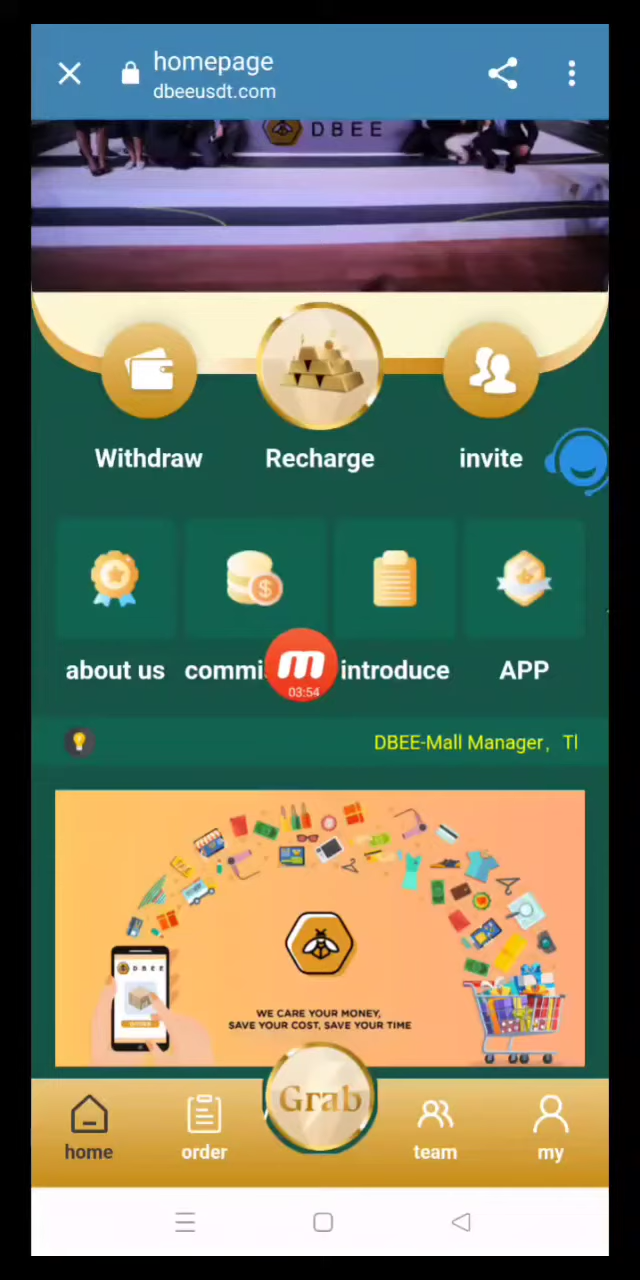 homepage
dbeeusdt.com
DBEE
Withdraw
Recharge
invite
about us
commi
introduce
APP
03:54
DBEE-Mall Manager, Tl
DBEE
WE CARE YOUR MONEY,
SAVE YOUR COST, SAVE YOUR TIME
Grab
home
order
team
my